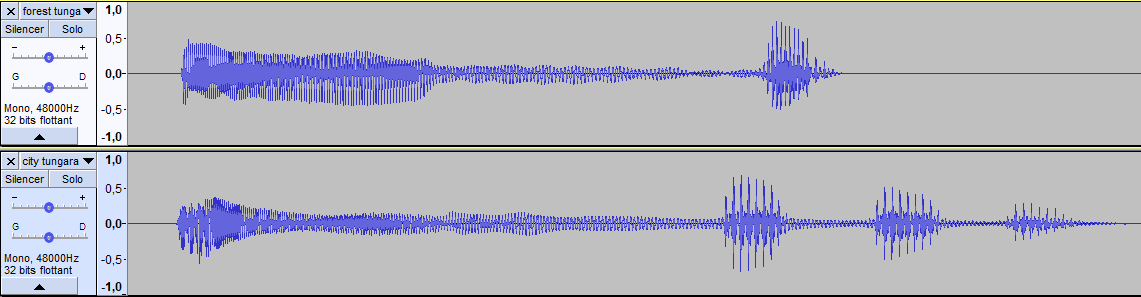 forest tunga
Silencer Solo
- +
G D
Mono, 48000Hz
32 bits flottant
1,0
0,5
0,0
-0,5
-1,0
city tungara
Silencer Solo
- +
G D
Mono, 48000Hz
32 bits flottant
1,0
0,5
0,0
-0,5
-1,0